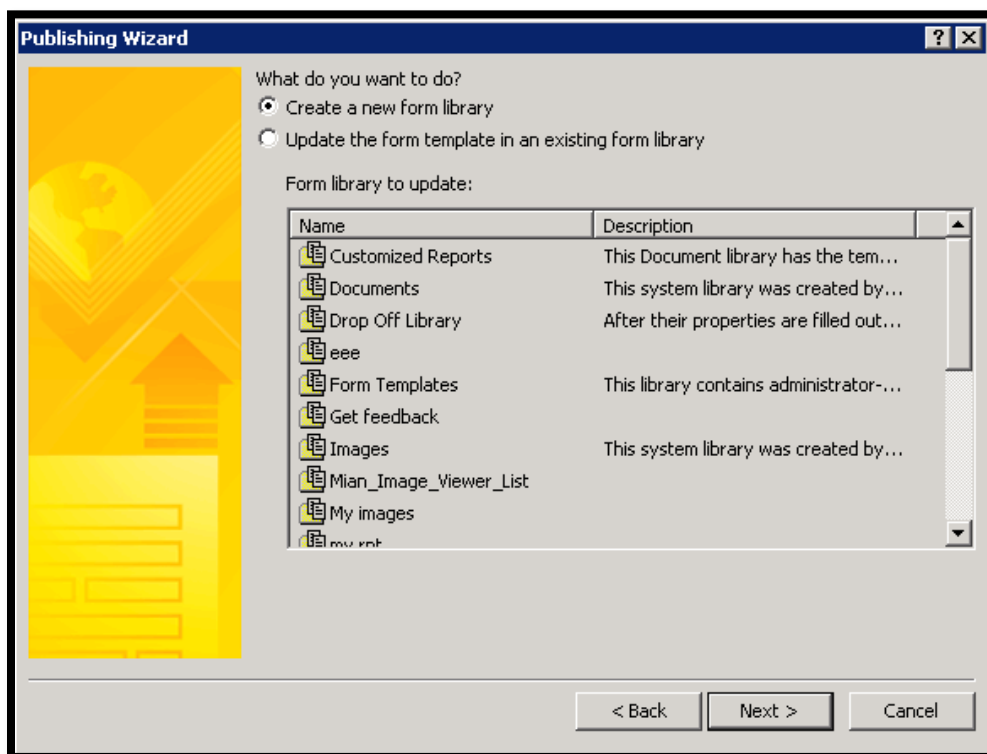 Publishing Wizard
What do you want to do?
Create a new form library
Update the form template in an existing form library
Form library to update:
Name Description
Customized Reports This Document library has the tem...
Documents This system library was created by...
Drop Off Library After their properties are filled out...
eee
Form Templates This library contains administrator-...
Get feedback
Images This system library was created by...
Mian_Image_Viewer_List
My images
my rpt
< Back Next > Cancel